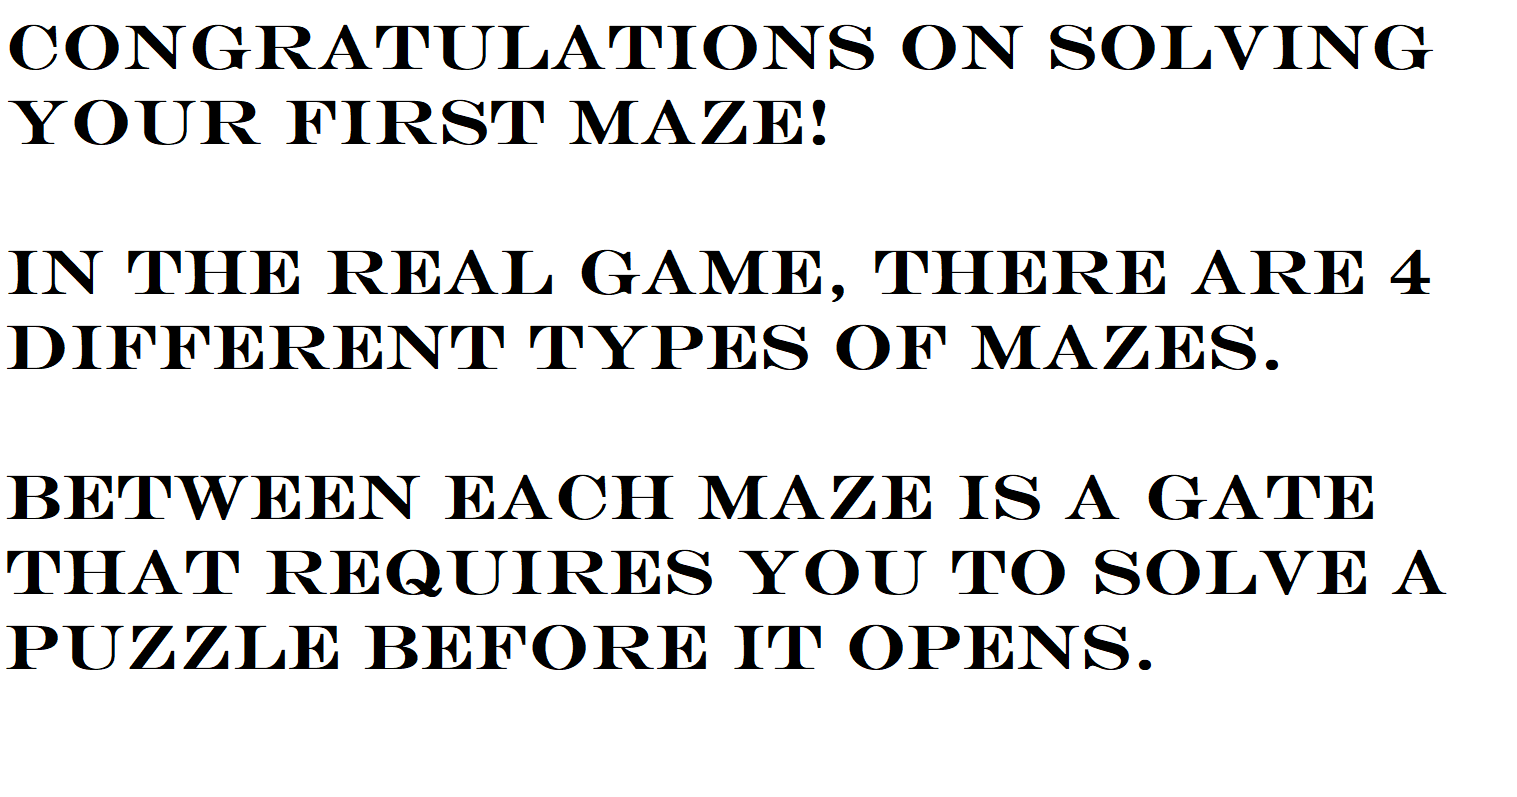 CONGRATULATIONS ON SOLVING
YOUR FIRST MAZE!
IN THE REAL GAME, THERE ARE 4
DIFFERENT TYPES OF MAZES.
BETWEEN EACH MAZE IS A GATE
THAT REQUIRES YOU TO SOLVE A
PUZZLE BEFORE IT OPENS.